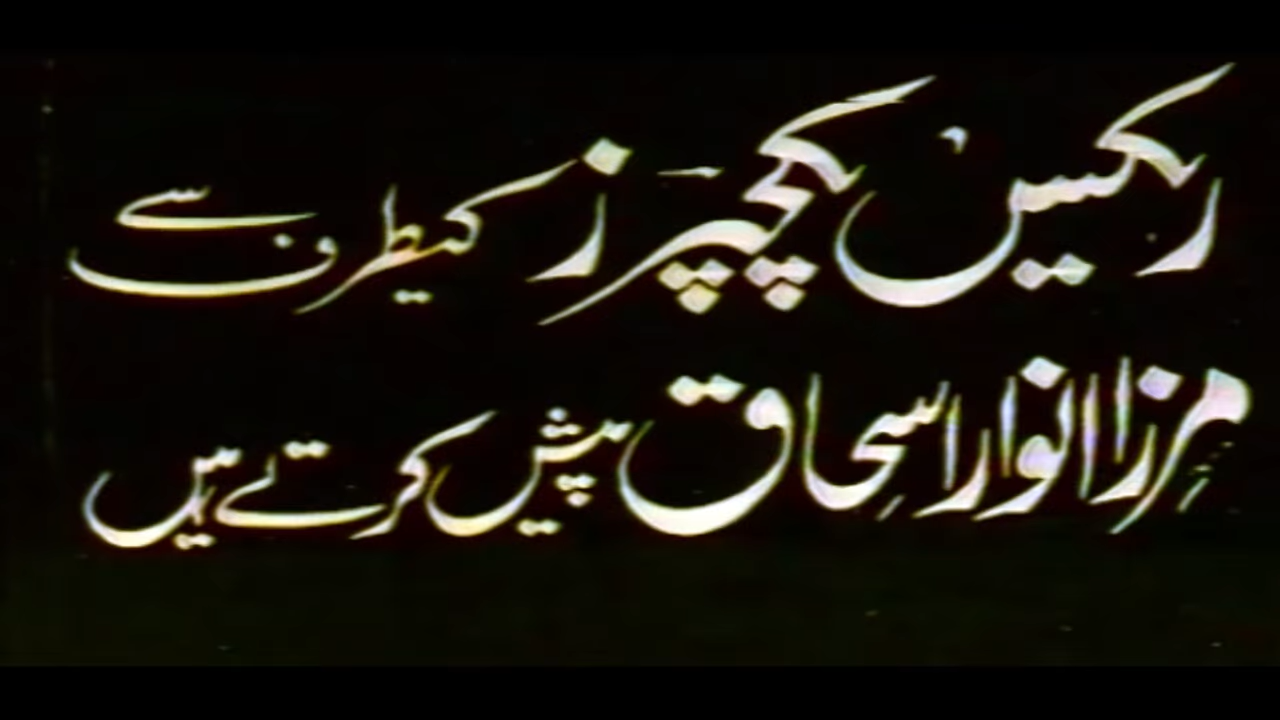 ریکس پکچرز کیطرف سے
مرزا انوار اسحاق پیش کرتے ہیں